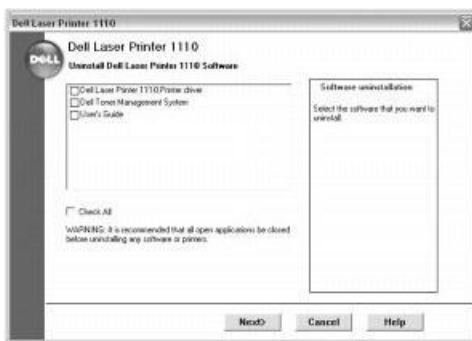 Dell Laser Printer 1110
DELL
Dell Laser Printer 1110
Uninstall Dell Laser Printer 1110 Software
Dell Laser Printer 1110 Printer driver
Dell Toner Management System
User's Guide
Check All
WARNING: It is recommended that all open applications be closed
before uninstalling any software or printers.
Software uninstallation
Select the software that you want to
uninstall.
Next>
Cancel
Help